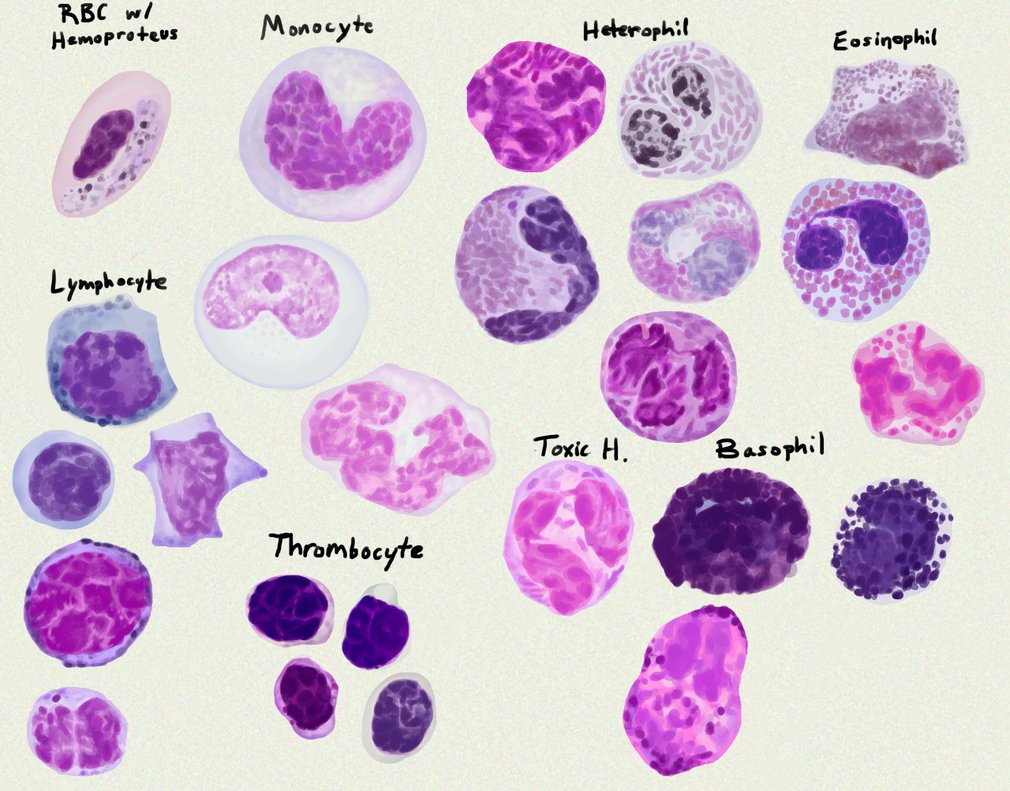 RBC w/
Hemoproteus
Monocyte
Heterophil
Eosinophil
Lymphocyte
Toxic H.
Basophil
Thrombocyte